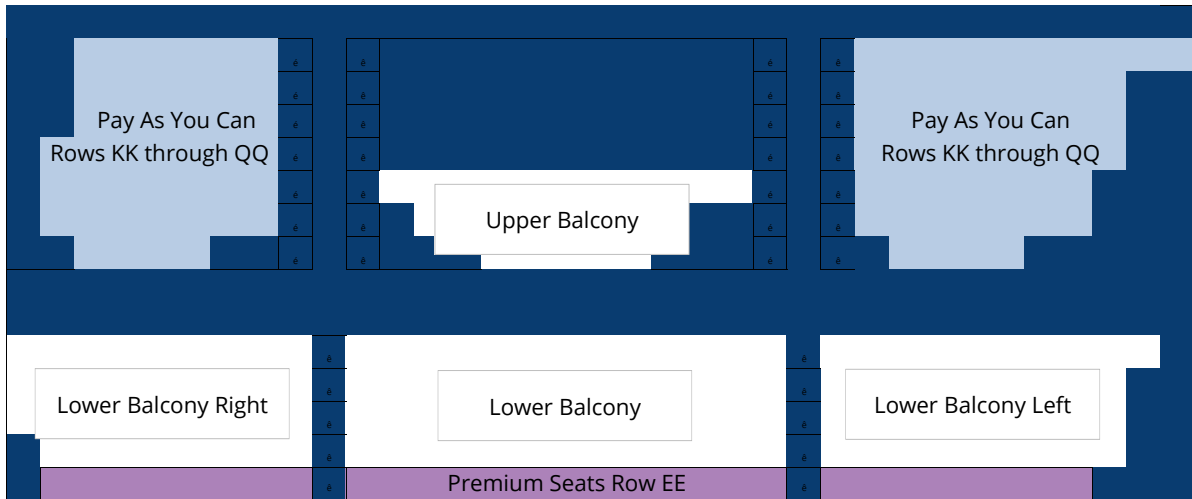 Pay As You Can
Rows KK through QQ
Pay As You Can
Rows KK through QQ
Upper Balcony
Lower Balcony Right
Lower Balcony
Lower Balcony Left
Premium Seats Row EE